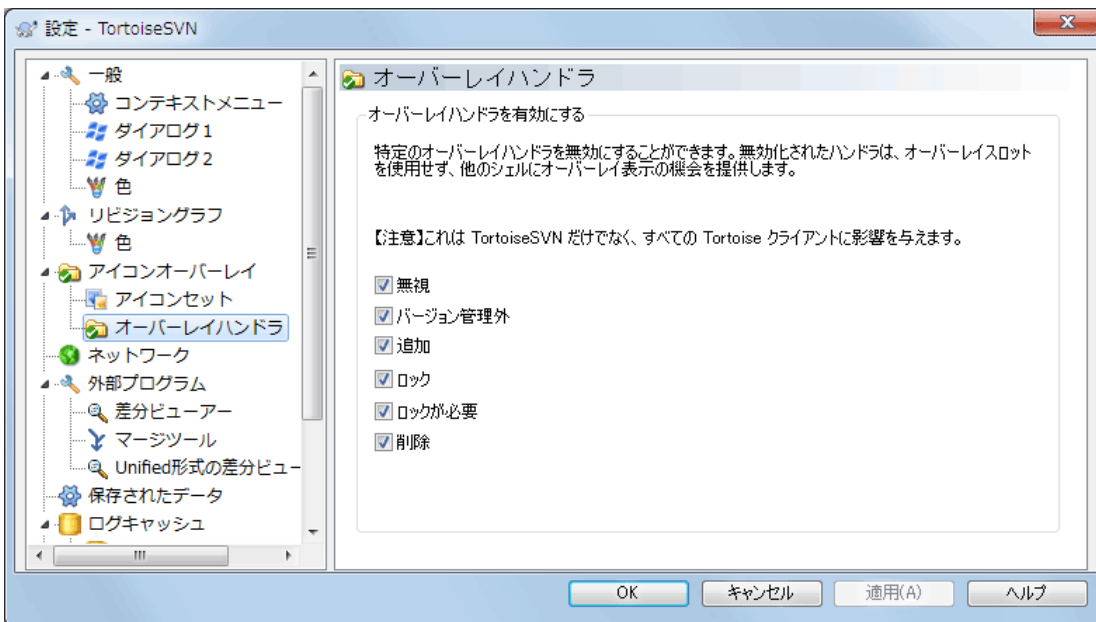 設定 - TortoiseSVN
一般
コンテキストメニュー
ダイアログ1
ダイアログ2
色
リビジョングラフ
色
アイコンオーバーレイ
アイコンセット
オーバーレイハンドラ
ネットワーク
外部プログラム
差分ビューアー
マージツール
Unified形式の差分ビュー
保存されたデータ
ログキャッシュ
オーバーレイハンドラ
オーバーレイハンドラを有効にする
特定のオーバーレイハンドラを無効にすることができます。無効化されたハンドラは、オーバーレイスロット
を使用せず、他のシェルにオーバーレイ表示の機会を提供します。
【注意】これは TortoiseSVN だけでなく、すべての Tortoise クライアントに影響を与えます。
無視
バージョン管理外
追加
ロック
ロックが必要
削除
OK
キャンセル
適用(A)
ヘルプ